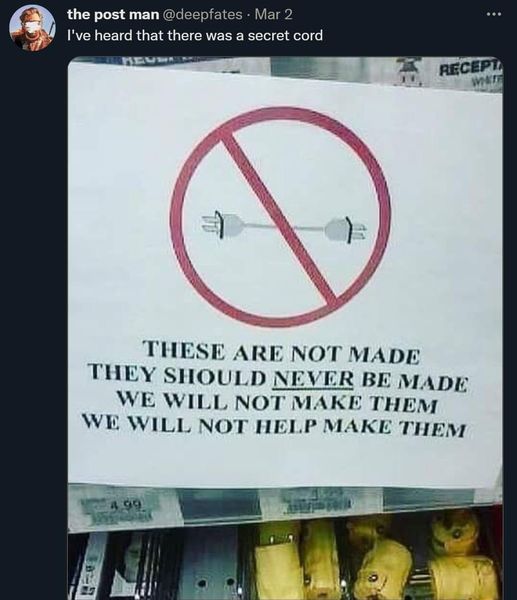 the post man @deepfates · Mar 2
I've heard that there was a secret cord
WHITE
THESE ARE NOT MADE
THEY SHOULD NEVER BE MADE
WE WILL NOT MAKE THEM
WE WILL NOT HELP MAKE THEM
4.99